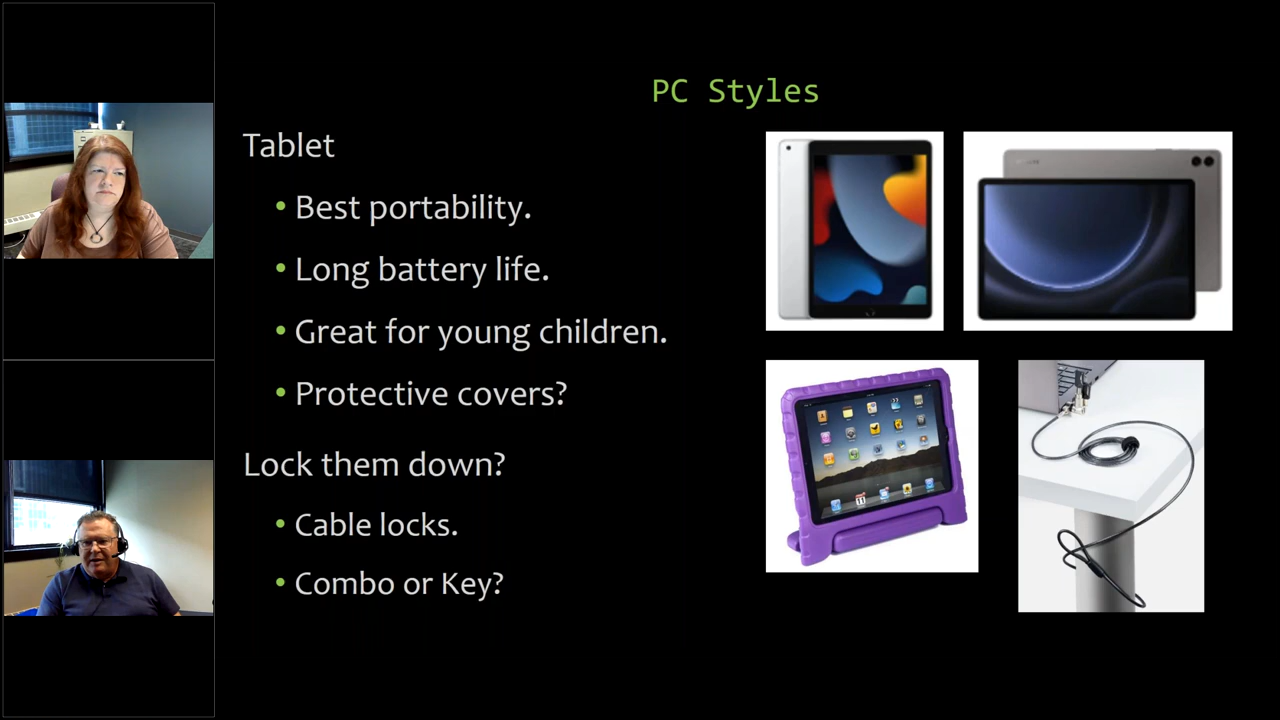 PC Styles
Tablet
• Best portability.
• Long battery life.
• Great for young children.
• Protective covers?
Lock them down?
• Cable locks.
• Combo or Key?